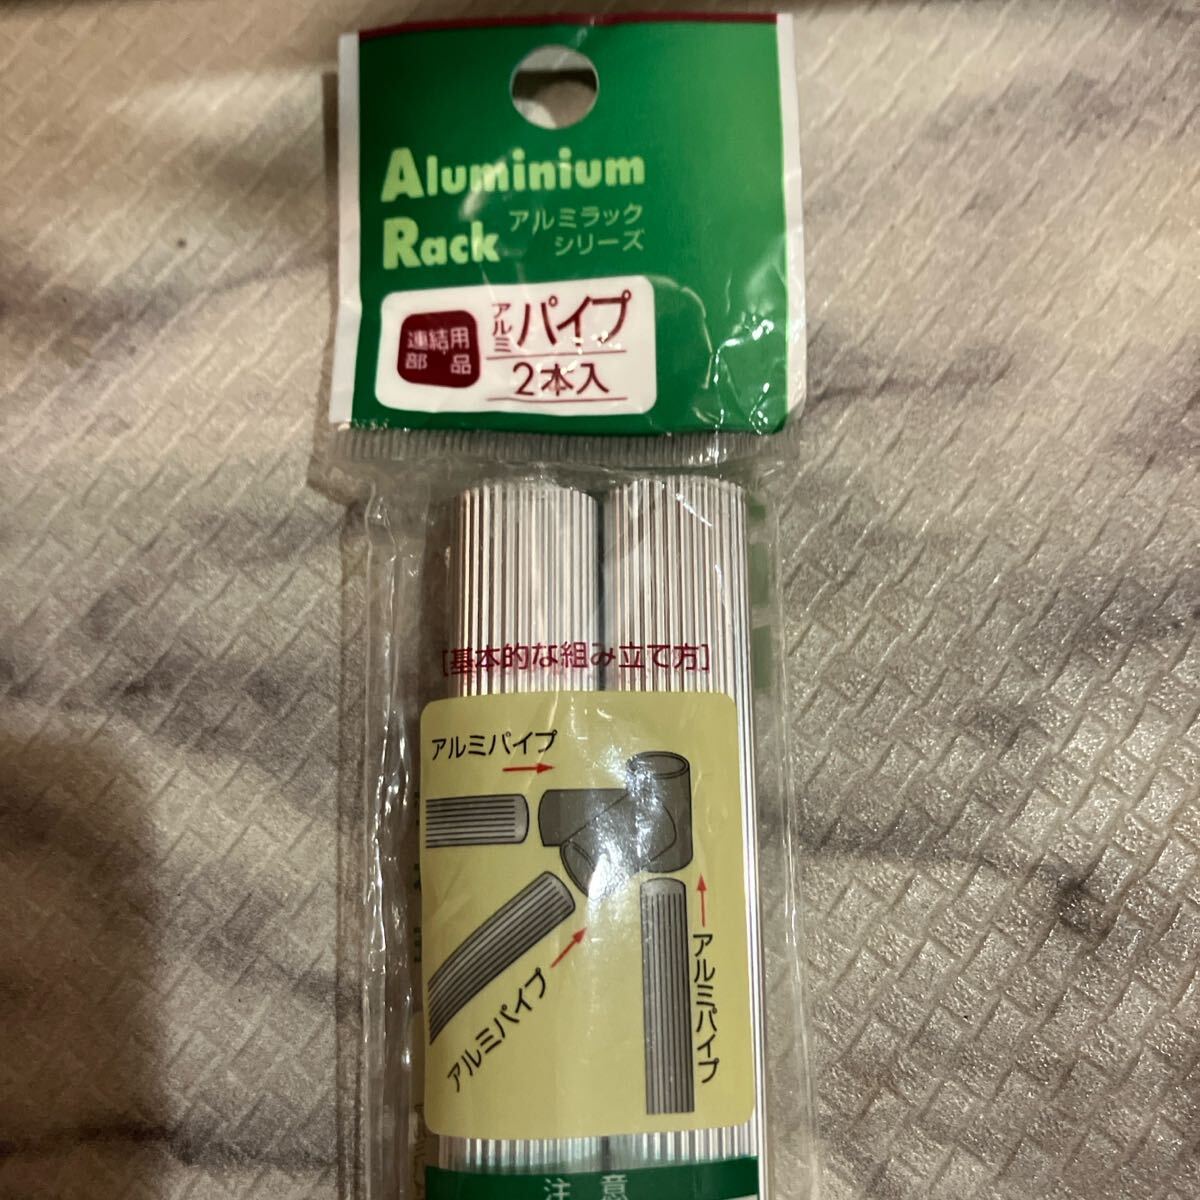 Aluminium
Rack アルミラック
シリーズ
連結用
部品
アルミパイプ
2本入
[基本的な組み立て方]
アルミパイプ
アルミパイプ
アルミパイプ
注意